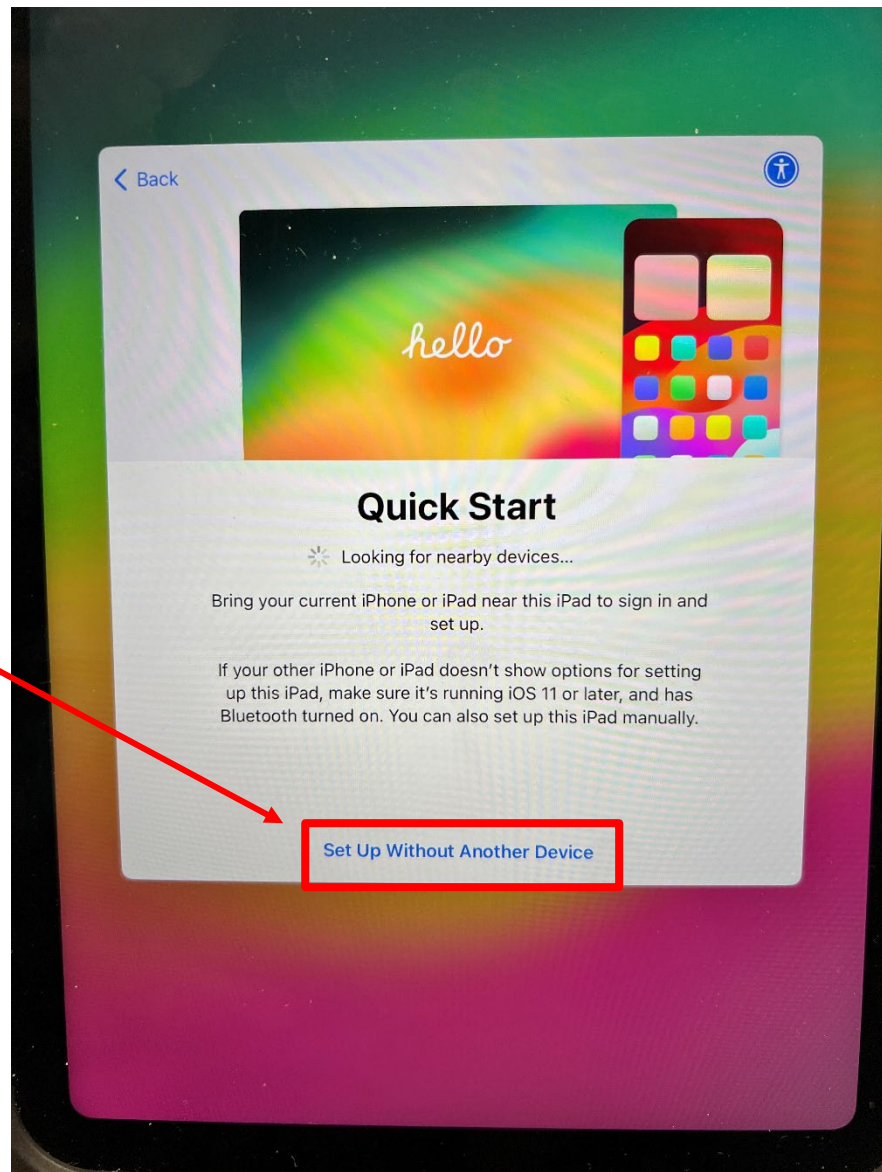 Back
hello
Quick Start
Looking for nearby devices...
Bring your current iPhone or iPad near this iPad to sign in and
set up.
If your other iPhone or iPad doesn’t show options for setting
up this iPad, make sure it’s running iOS 11 or later, and has
Bluetooth turned on. You can also set up this iPad manually.
Set Up Without Another Device